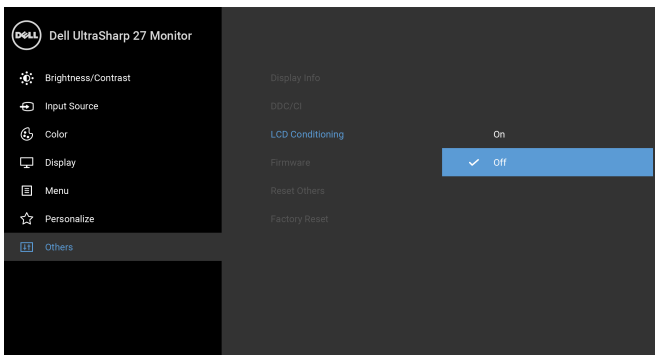 DELL Dell UltraSharp 27 Monitor
Brightness/Contrast
Display Info
Input Source
DDC/CI
Color
LCD Conditioning
On
Display
Firmware
Off
Menu
Reset Others
Personalize
Factory Reset
Others